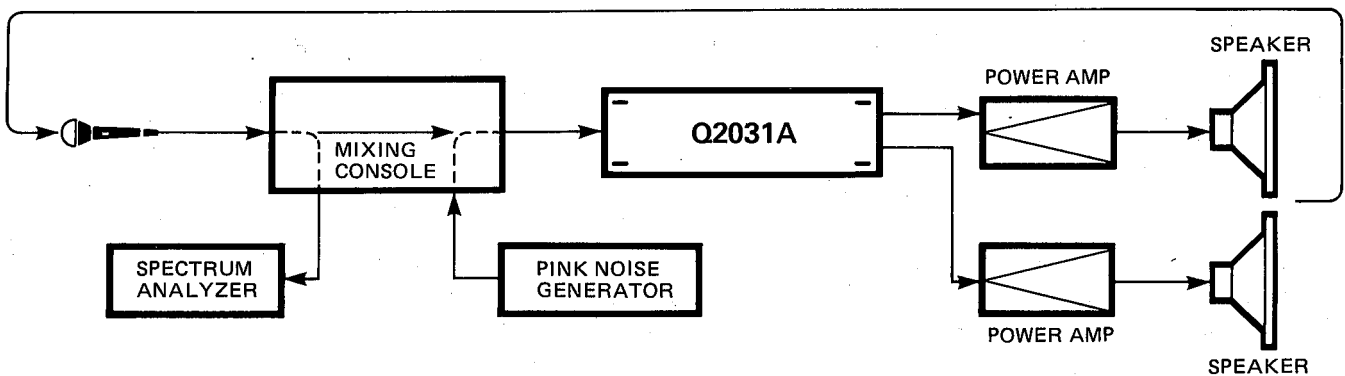 SPEAKER
POWER AMP
MIXING
CONSOLE
Q2031A
SPECTRUM
ANALYZER
PINK NOISE
GENERATOR
POWER AMP
SPEAKER